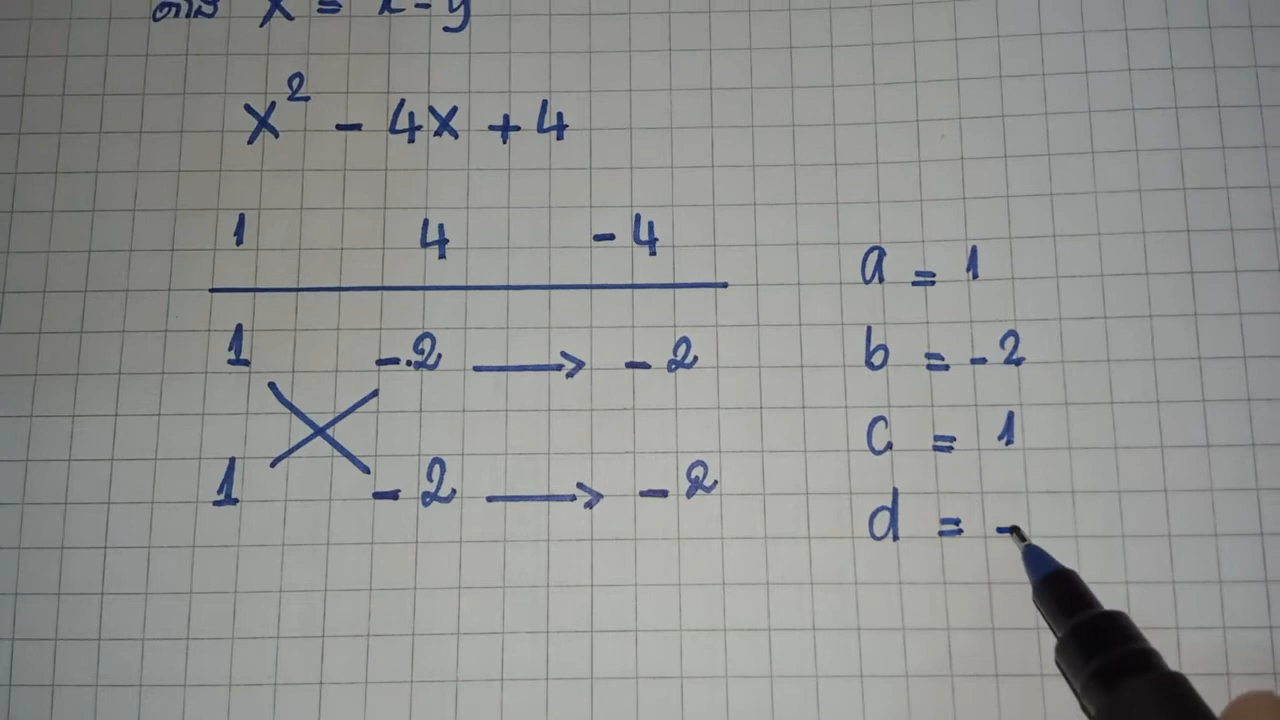 x = x - y
x² - 4x + 4
1 4 -4
1 -2 → -2
1 -2 → -2
a = 1
b = -2
c = 1
d = -